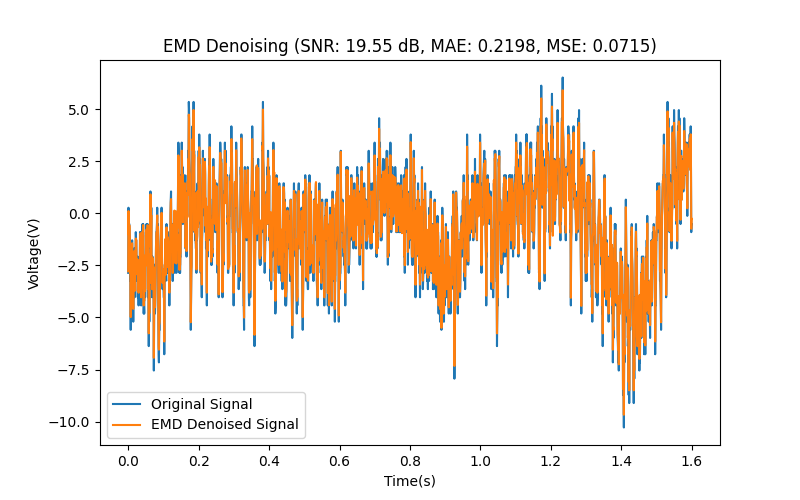 EMD Denoising (SNR: 19.55 dB, MAE: 0.2198, MSE: 0.0715)
5.0
2.5
0.0
−2.5
−5.0
−7.5
−10.0
Voltage(V)
Original Signal
EMD Denoised Signal
0.0 0.2 0.4 0.6 0.8 1.0 1.2 1.4 1.6
Time(s)